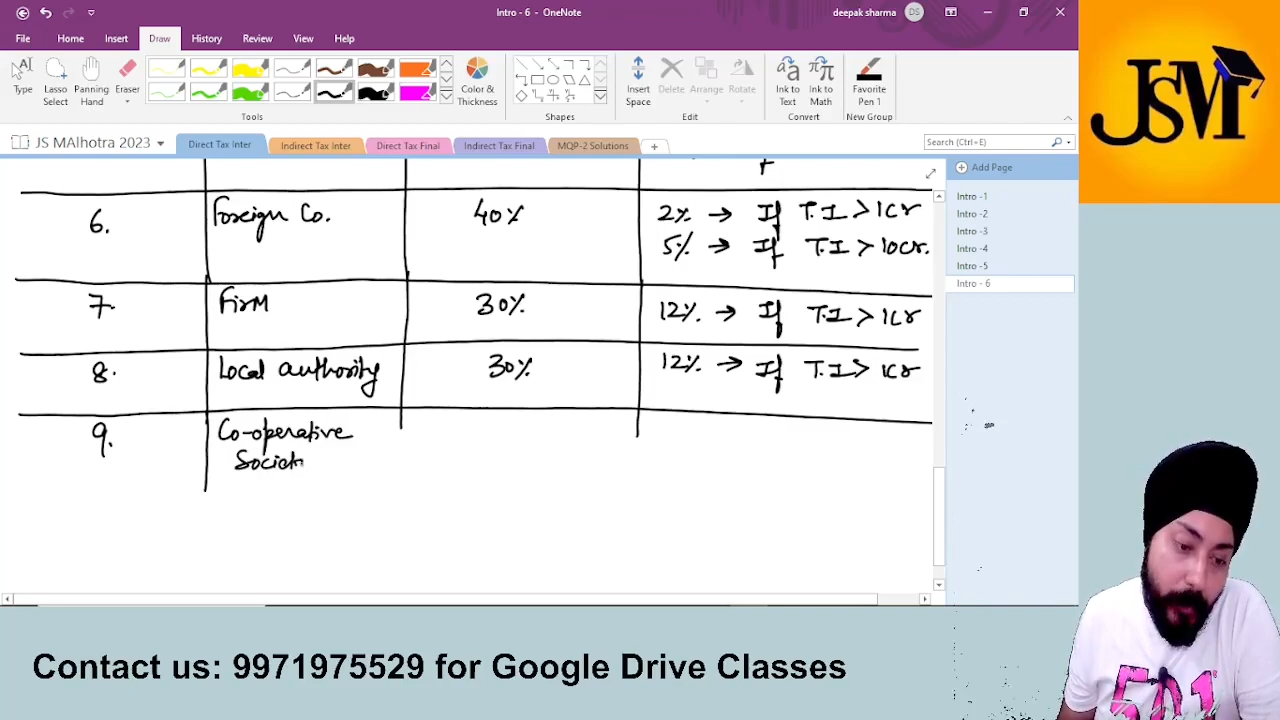 Intro - 6 - OneNote
deepak sharma
DS
File Home Insert Draw History Review View Help
Type
Lasso Select
Panning Hand
Eraser
Color & Thickness
Insert Space
Delete
Arrange
Rotate
Ink to Text
Ink to Math
Favorite Pen 1
Tools
Shapes
Edit
Convert
New Group
JS MAlhotra 2023
Direct Tax Inter
Indirect Tax Inter
Direct Tax Final
Indirect Tax Final
MQP-2 Solutions
Search (Ctrl+E)
Add Page
Intro -1
Intro -2
Intro -3
Intro -4
Intro -5
Intro - 6
6. Foreign Co. 40% 2% → If T.I > 1cr
5% → If T.I > 10cr.
7. Firm 30% 12% → If T.I > 1cr
8. Local authority 30% 12% → If T.I > 1cr
9. Co-operative
Societ
JSM
501
Contact us: 9971975529 for Google Drive Classes